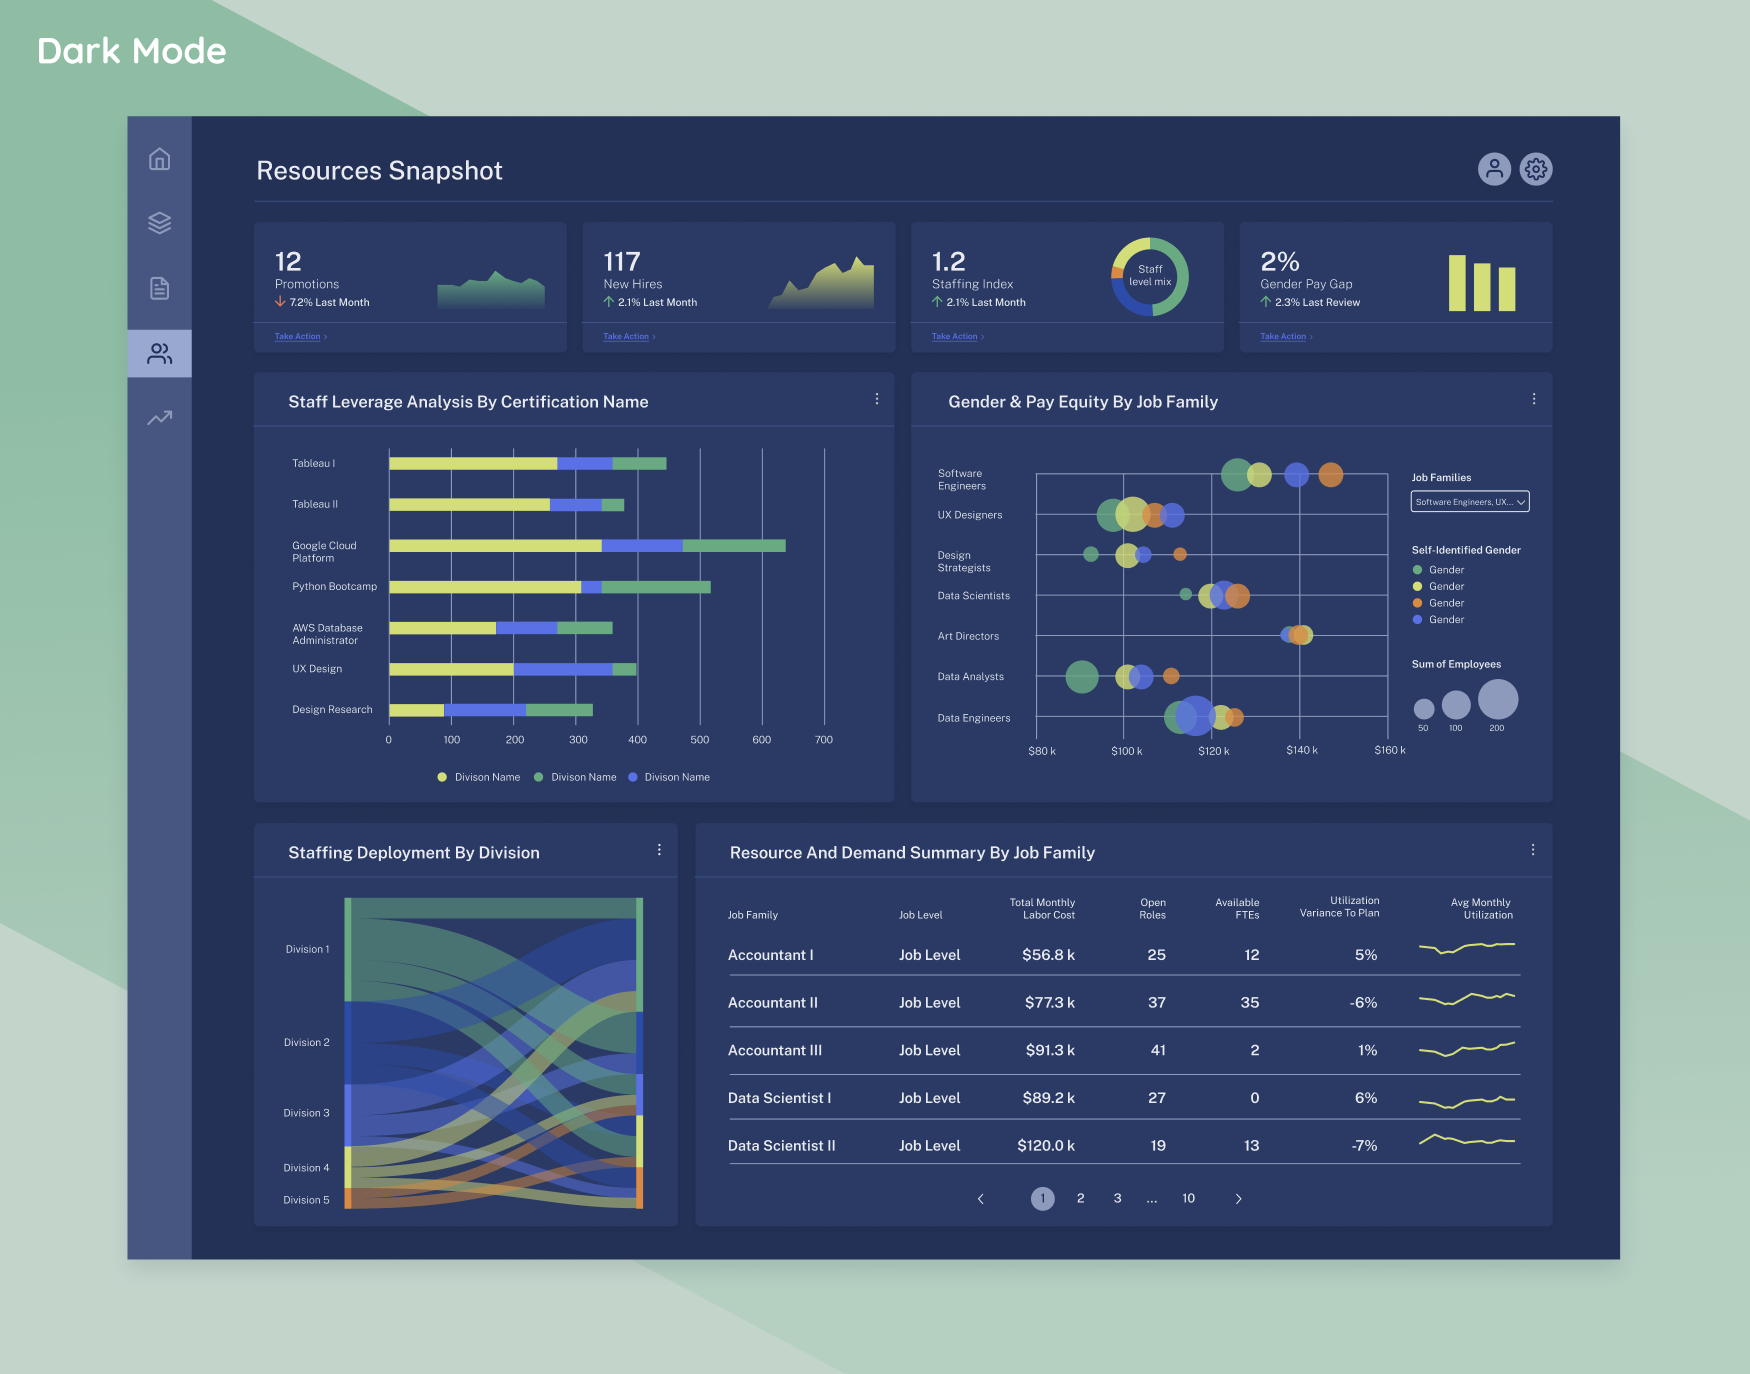 Dark Mode
Resources Snapshot
12
Promotions
7.2% Last Month
Take Action
117
New Hires
2.1% Last Month
Take Action
1.2
Staffing Index
2.1% Last Month
Staff
level mix
Take Action
2%
Gender Pay Gap
2.3% Last Review
Take Action
Staff Leverage Analysis By Certification Name
Tableau I
Tableau II
Google Cloud
Platform
Python Bootcamp
AWS Database
Administrator
UX Design
Design Research
0 100 200 300 400 500 600 700
Divison Name Divison Name Divison Name
Gender & Pay Equity By Job Family
Software
Engineers
UX Designers
Design
Strategists
Data Scientists
Art Directors
Data Analysts
Data Engineers
$80 k $100 k $120 k $140 k $160 k
Job Families
Software Engineers, UX...
Self-Identified Gender
Gender
Gender
Gender
Gender
Sum of Employees
50 100 200
Staffing Deployment By Division
Division 1
Division 2
Division 3
Division 4
Division 5
Resource And Demand Summary By Job Family
Job Family Job Level Total Monthly Labor Cost Open Roles Available FTEs Utilization Variance To Plan Avg Monthly Utilization
Accountant I Job Level $56.8 k 25 12 5%
Accountant II Job Level $77.3 k 37 35 -6%
Accountant III Job Level $91.3 k 41 2 1%
Data Scientist I Job Level $89.2 k 27 0 6%
Data Scientist II Job Level $120.0 k 19 13 -7%
1 2 3 ... 10